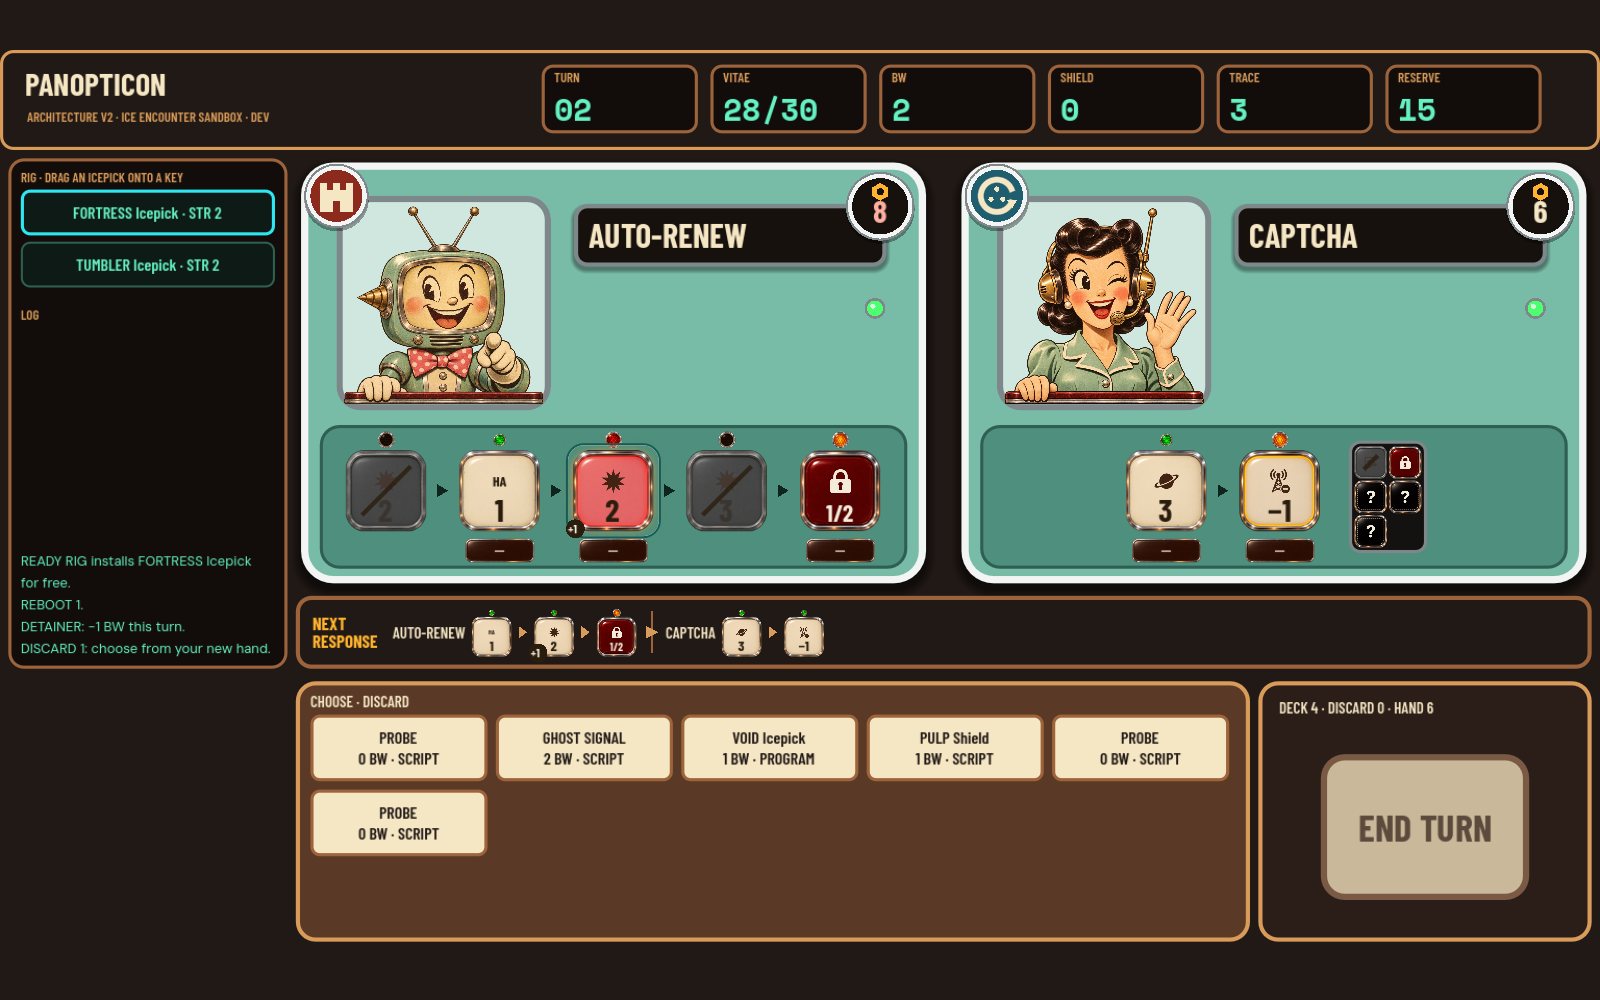 PANOPTICON
ARCHITECTURE V2 · ICE ENCOUNTER SANDBOX · DEV
TURN
02
VITAE
28/30
BW
2
SHIELD
0
TRACE
3
RESERVE
15
RIG · DRAG AN ICEPICK ONTO A KEY
FORTRESS Icepick · STR 2
TUMBLER Icepick · STR 2
LOG
READY RIG installs FORTRESS Icepick
for free.
REBOOT 1.
DETAINER: −1 BW this turn.
DISCARD 1: choose from your new hand.
AUTO-RENEW
8
2
HA
1
2
+1
3
1/2
–
–
–
CAPTCHA
6
3
−1
–
–
?
?
?
NEXT
RESPONSE
AUTO-RENEW
HA
1
2
+1
1/2
CAPTCHA
3
−1
CHOOSE · DISCARD
PROBE
0 BW · SCRIPT
GHOST SIGNAL
2 BW · SCRIPT
VOID Icepick
1 BW · PROGRAM
PULP Shield
1 BW · SCRIPT
PROBE
0 BW · SCRIPT
PROBE
0 BW · SCRIPT
DECK 4 · DISCARD 0 · HAND 6
END TURN